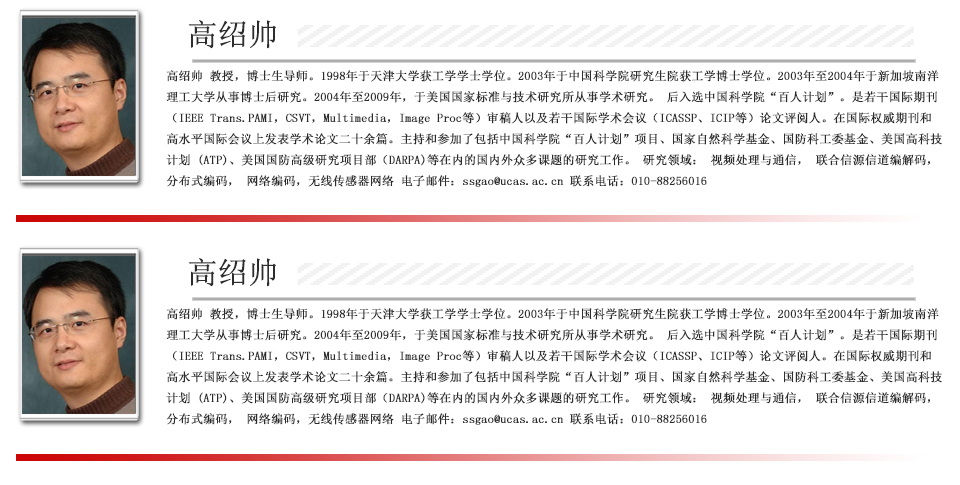 高绍帅
高绍帅 教授，博士生导师。1998年于天津大学获工学学士学位。2003年于中国科学院研究生院获工学博士学位。2003年至2004年于新加坡南洋
理工大学从事博士后研究。2004年至2009年，于美国国家标准与技术研究所从事学术研究。 后入选中国科学院“百人计划”。是若干国际期刊
（IEEE Trans.PAMI，CSVT，Multimedia，Image Proc等）审稿人以及若干国际学术会议（ICASSP、ICIP等）论文评阅人。在国际权威期刊和
高水平国际会议上发表学术论文二十余篇。主持和参加了包括中国科学院“百人计划”项目、国家自然科学基金、国防科工委基金、美国高科技
计划 (ATP)、美国国防高级研究项目部（DARPA)等在内的国内外众多课题的研究工作。 研究领域： 视频处理与通信， 联合信源信道编解码，
分布式编码， 网络编码，无线传感器网络 电子邮件：ssgao@ucas.ac.cn 联系电话：010-88256016
高绍帅
高绍帅 教授，博士生导师。1998年于天津大学获工学学士学位。2003年于中国科学院研究生院获工学博士学位。2003年至2004年于新加坡南洋
理工大学从事博士后研究。2004年至2009年，于美国国家标准与技术研究所从事学术研究。 后入选中国科学院“百人计划”。是若干国际期刊
（IEEE Trans.PAMI，CSVT，Multimedia，Image Proc等）审稿人以及若干国际学术会议（ICASSP、ICIP等）论文评阅人。在国际权威期刊和
高水平国际会议上发表学术论文二十余篇。主持和参加了包括中国科学院“百人计划”项目、国家自然科学基金、国防科工委基金、美国高科技
计划 (ATP)、美国国防高级研究项目部（DARPA)等在内的国内外众多课题的研究工作。 研究领域： 视频处理与通信， 联合信源信道编解码，
分布式编码， 网络编码，无线传感器网络 电子邮件：ssgao@ucas.ac.cn 联系电话：010-88256016